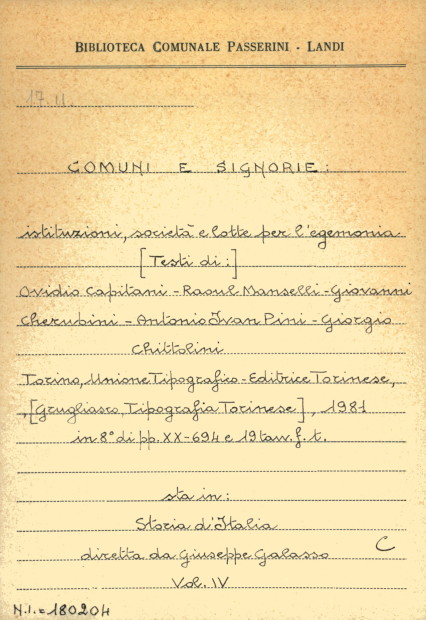 BIBLIOTECA COMUNALE PASSERINI - LANDI
17.II.
COMUNI E SIGNORIE:
istituzioni, società e lotte per l'egemonia
[Testi di:]
Ovidio Capitani - Raoul Manselli - Giovanni
Cherubini - Antonio Ivan Pini - Giorgio
Chittolini
Torino, Unione Tipografico-Editrice Torinese,
, [Grugliasco, Tipografia Torinese], 1981
in 8° di pp. XX-694 e 19 tav. f. t.
sta in:
Storia d'Italia
diretta da Giuseppe Galasso
C
Vol. IV
N.I. = 180204